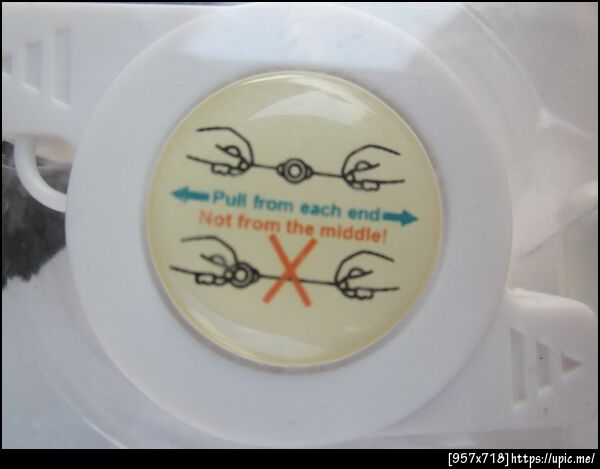 Pull from each end
Not from the middle!
[957x718]https://upic.me/